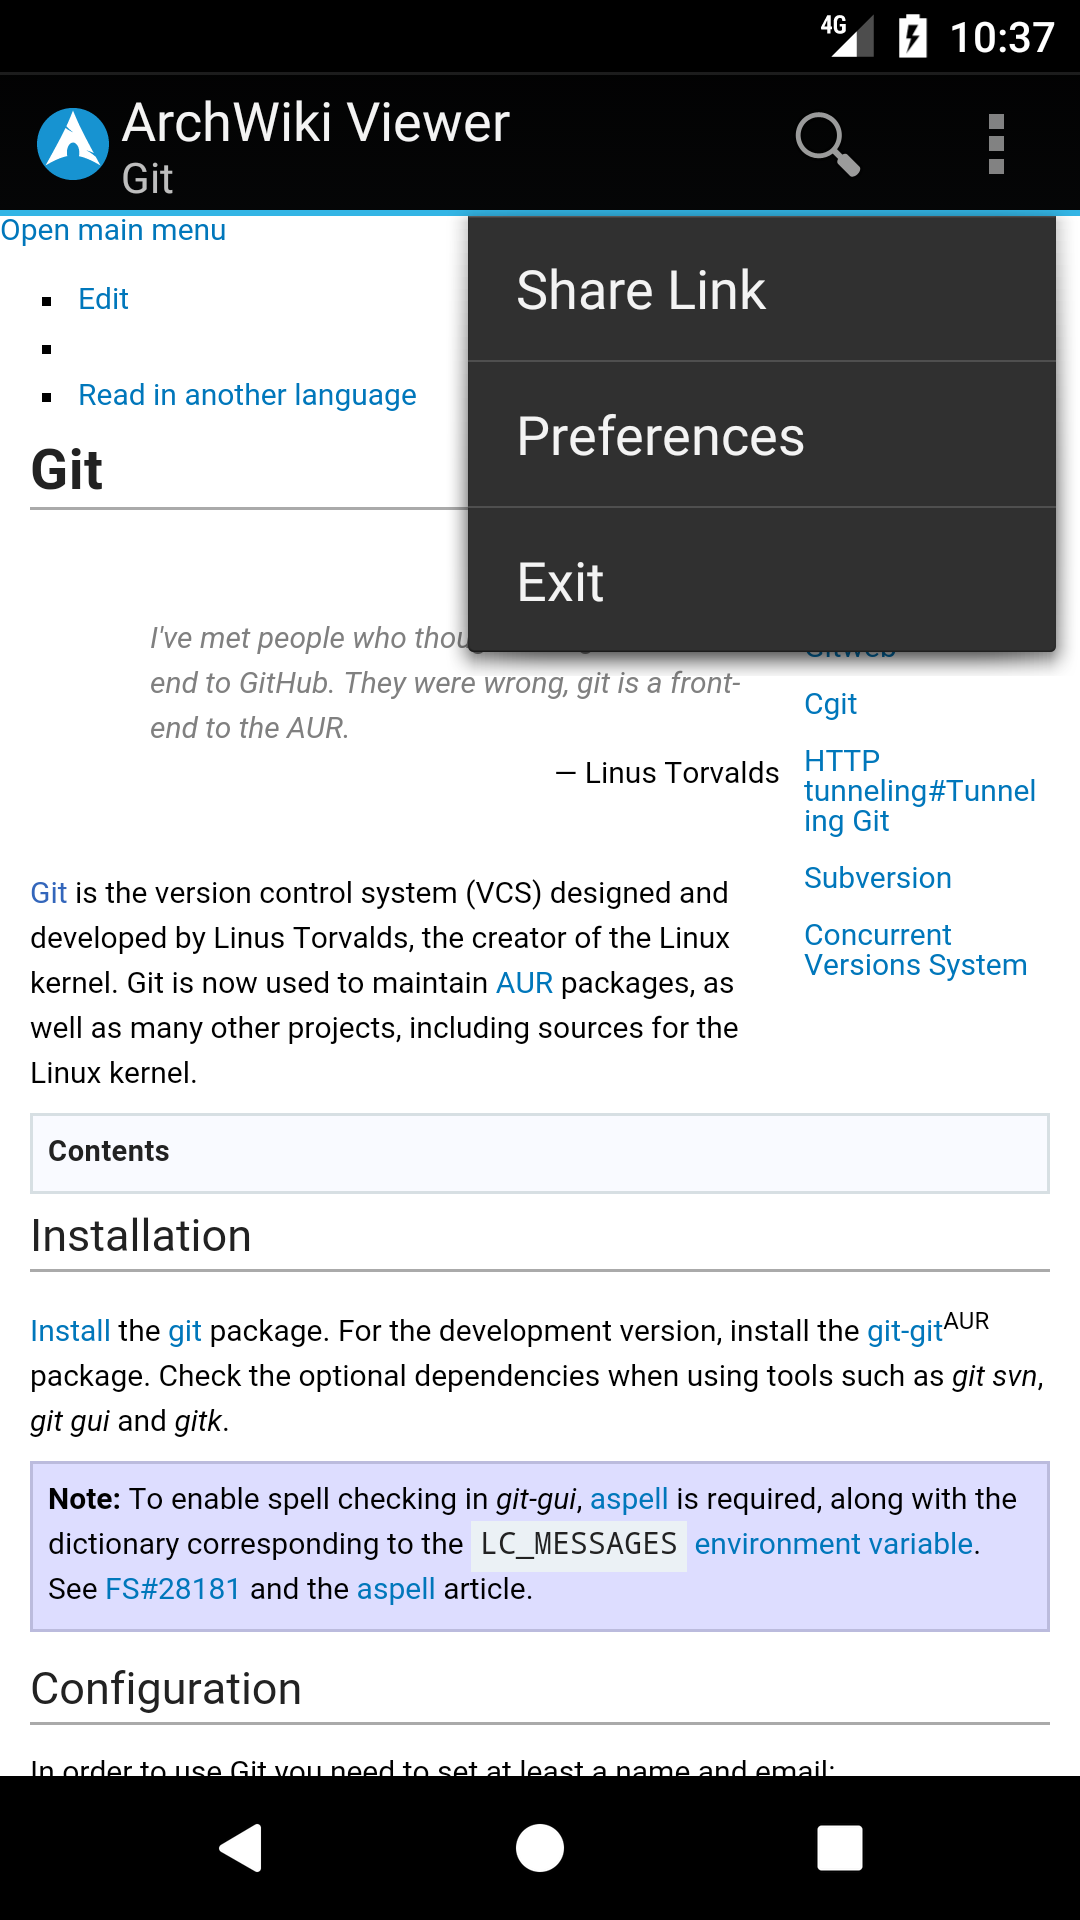 4G 10:37
ArchWiki Viewer
Git
Open main menu
Share Link
Edit
Read in another language
Preferences
Git
Exit
I've met people who thou
end to GitHub. They were wrong, git is a front-
end to the AUR.
— Linus Torvalds
Gitweb
Cgit
HTTP
tunneling#Tunnel
ing Git
Subversion
Concurrent
Versions System
Git is the version control system (VCS) designed and
developed by Linus Torvalds, the creator of the Linux
kernel. Git is now used to maintain AUR packages, as
well as many other projects, including sources for the
Linux kernel.
Contents
Installation
Install the git package. For the development version, install the git-gitAUR
package. Check the optional dependencies when using tools such as git svn,
git gui and gitk.
Note: To enable spell checking in git-gui, aspell is required, along with the
dictionary corresponding to the LC_MESSAGES environment variable.
See FS#28181 and the aspell article.
Configuration
In order to use Git you need to set at least a name and email: